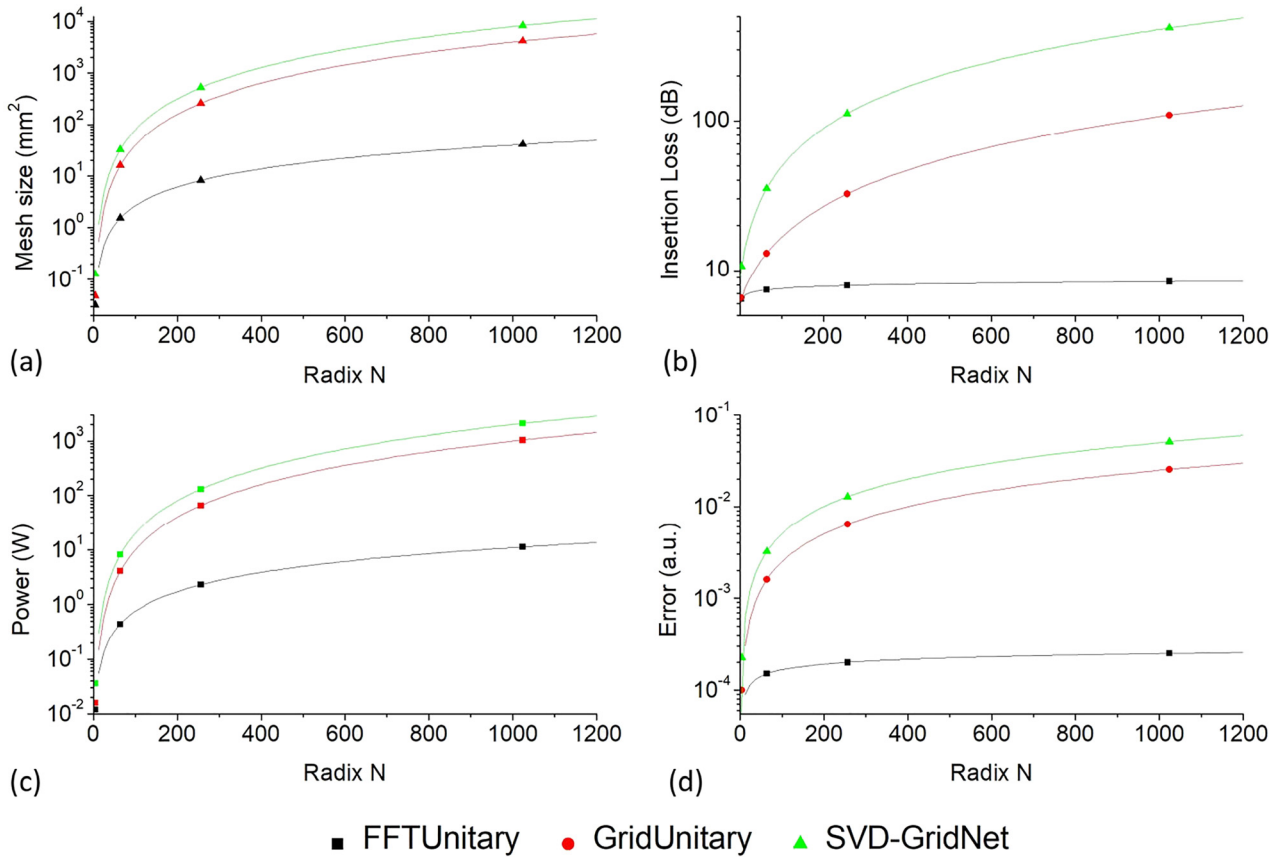 10^4
10^3
10^2
10^1
10^0
10^-1
Mesh size (mm^2)
0 200 400 600 800 1000 1200
(a) Radix N
100
10
Insertion Loss (dB)
200 400 600 800 1000 1200
(b) Radix N
10^3
10^2
10^1
10^0
10^-1
10^-2
Power (W)
0 200 400 600 800 1000 1200
(c) Radix N
10^-1
10^-2
10^-3
10^-4
Error (a.u.)
0 200 400 600 800 1000 1200
(d) Radix N
FFTUnitary GridUnitary SVD-GridNet